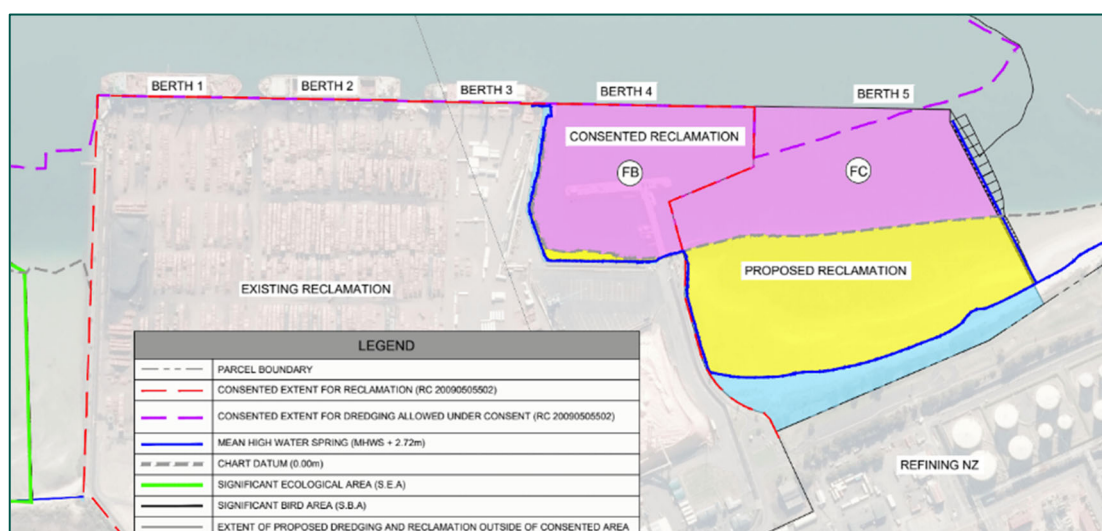 BERTH 1
BERTH 2
BERTH 3
BERTH 4
BERTH 5
CONSENTED RECLAMATION
FB
FC
PROPOSED RECLAMATION
EXISTING RECLAMATION
REFINING NZ
LEGEND
PARCEL BOUNDARY
CONSENTED EXTENT FOR RECLAMATION (RC 20090505502)
CONSENTED EXTENT FOR DREDGING ALLOWED UNDER CONSENT (RC 20090505502)
MEAN HIGH WATER SPRING (MHWS + 2.72m)
CHART DATUM (0.00m)
SIGNIFICANT ECOLOGICAL AREA (S.E.A)
SIGNIFICANT BIRD AREA (S.B.A)
EXTENT OF PROPOSED DREDGING AND RECLAMATION OUTSIDE OF CONSENTED AREA